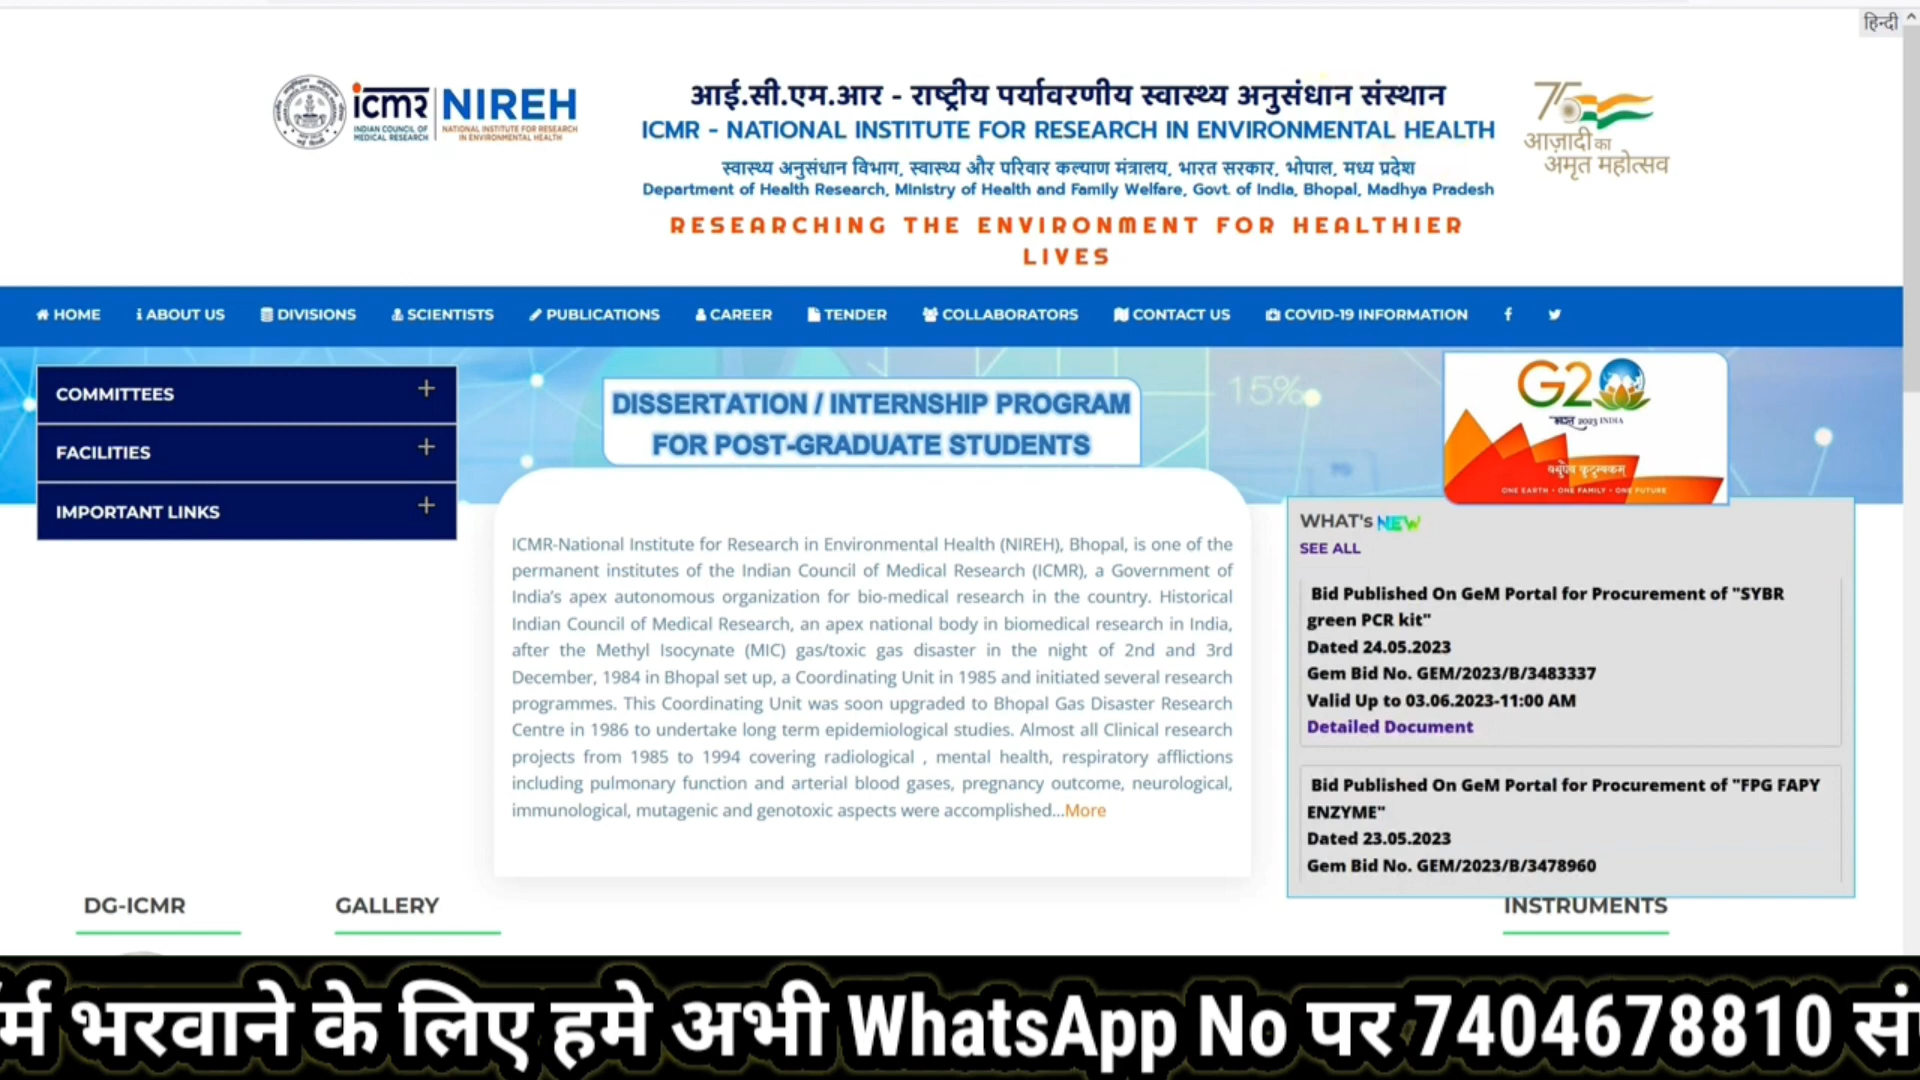 हिन्दी
icmr
INDIAN COUNCIL OF
MEDICAL RESEARCH
NIREH
NATIONAL INSTITUTE FOR RESEARCH
IN ENVIRONMENTAL HEALTH
आई.सी.एम.आर - राष्ट्रीय पर्यावरणीय स्वास्थ्य अनुसंधान संस्थान
ICMR - NATIONAL INSTITUTE FOR RESEARCH IN ENVIRONMENTAL HEALTH
स्वास्थ्य अनुसंधान विभाग, स्वास्थ्य और परिवार कल्याण मंत्रालय, भारत सरकार, भोपाल, मध्य प्रदेश
Department of Health Research, Ministry of Health and Family Welfare, Govt. of India, Bhopal, Madhya Pradesh
RESEARCHING THE ENVIRONMENT FOR HEALTHIER
LIVES
75
आज़ादी का
अमृत महोत्सव
HOME ABOUT US DIVISIONS SCIENTISTS PUBLICATIONS CAREER TENDER COLLABORATORS CONTACT US COVID-19 INFORMATION
COMMITTEES
FACILITIES
IMPORTANT LINKS
DISSERTATION / INTERNSHIP PROGRAM
FOR POST-GRADUATE STUDENTS
15%
G20
भारत 2023 INDIA
वसुधैव कुटुम्बकम्
ONE EARTH • ONE FAMILY • ONE FUTURE
ICMR-National Institute for Research in Environmental Health (NIREH), Bhopal, is one of the
permanent institutes of the Indian Council of Medical Research (ICMR), a Government of
India’s apex autonomous organization for bio-medical research in the country. Historical
Indian Council of Medical Research, an apex national body in biomedical research in India,
after the Methyl Isocynate (MIC) gas/toxic gas disaster in the night of 2nd and 3rd
December, 1984 in Bhopal set up, a Coordinating Unit in 1985 and initiated several research
programmes. This Coordinating Unit was soon upgraded to Bhopal Gas Disaster Research
Centre in 1986 to undertake long term epidemiological studies. Almost all Clinical research
projects from 1985 to 1994 covering radiological , mental health, respiratory afflictions
including pulmonary function and arterial blood gases, pregnancy outcome, neurological,
immunological, mutagenic and genotoxic aspects were accomplished...More
WHAT's NEW
SEE ALL
Bid Published On GeM Portal for Procurement of "SYBR
green PCR kit"
Dated 24.05.2023
Gem Bid No. GEM/2023/B/3483337
Valid Up to 03.06.2023-11:00 AM
Detailed Document
Bid Published On GeM Portal for Procurement of "FPG FAPY
ENZYME"
Dated 23.05.2023
Gem Bid No. GEM/2023/B/3478960
DG-ICMR
GALLERY
INSTRUMENTS
भरवाने के लिए हमे अभी WhatsApp No पर 7404678810